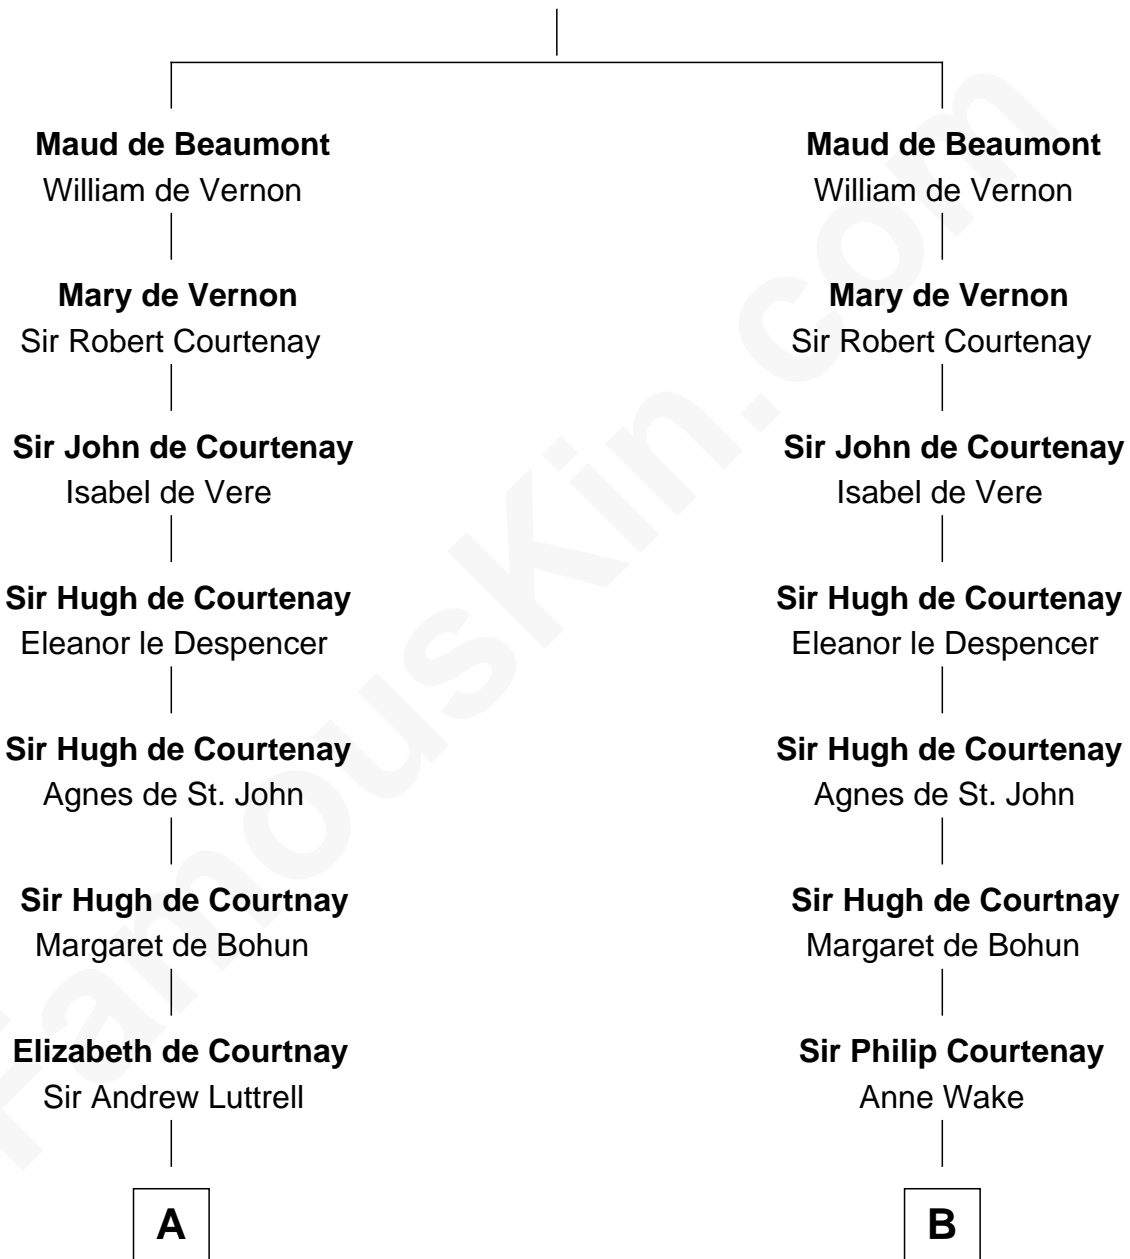 Maud de Beaumont
William de Vernon
Mary de Vernon
Sir Robert Courtenay
Sir John de Courtenay
Isabel de Vere
Sir Hugh de Courtenay
Eleanor le Despencer
Sir Hugh de Courtenay
Agnes de St. John
Sir Hugh de Courtnay
Margaret de Bohun
Elizabeth de Courtnay
Sir Andrew Luttrell
A
Maud de Beaumont
William de Vernon
Mary de Vernon
Sir Robert Courtenay
Sir John de Courtenay
Isabel de Vere
Sir Hugh de Courtenay
Eleanor le Despencer
Sir Hugh de Courtenay
Agnes de St. John
Sir Hugh de Courtnay
Margaret de Bohun
Sir Philip Courtenay
Anne Wake
B
FamousKin.com